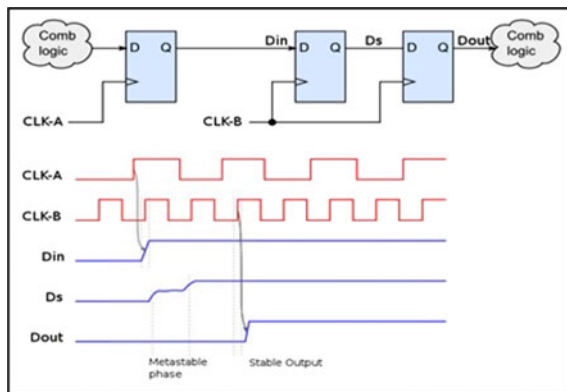 Comb
logic
D Q
Din
D Q
Ds
D Q
Dout
Comb
logic
CLK-A
CLK-B
CLK-A
CLK-B
Din
Ds
Dout
Metastable
phase
Stable Output